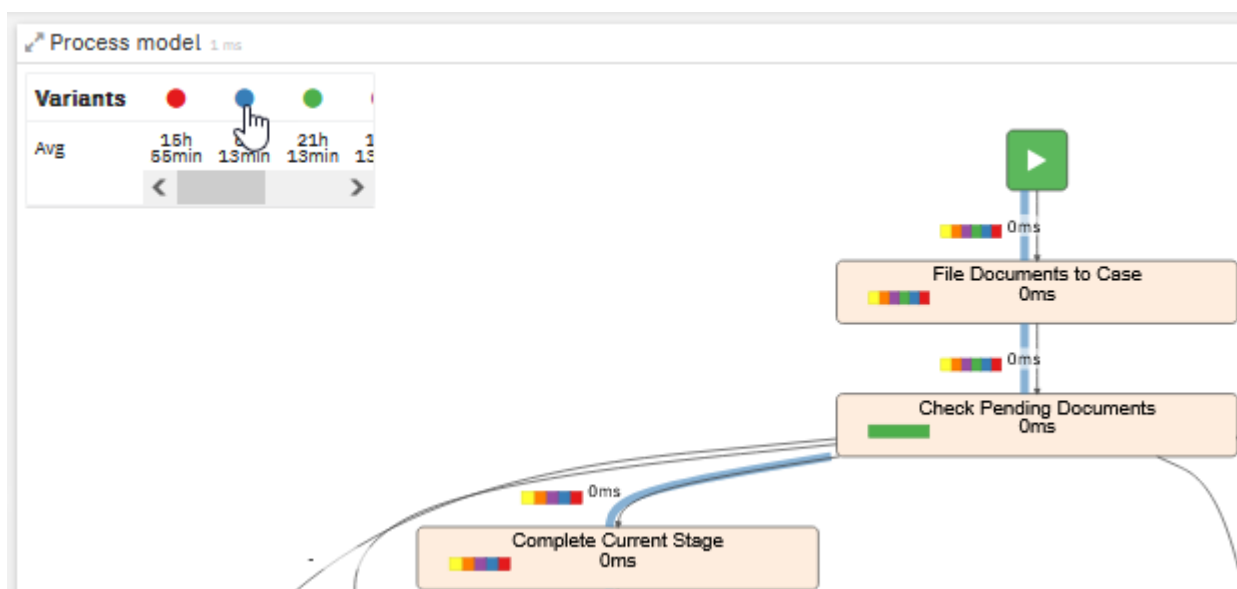 Process model 1 ms
Variants
Avg
15h
55min
13min
21h
13min
0ms
File Documents to Case
0ms
0ms
Check Pending Documents
0ms
0ms
Complete Current Stage
0ms
-